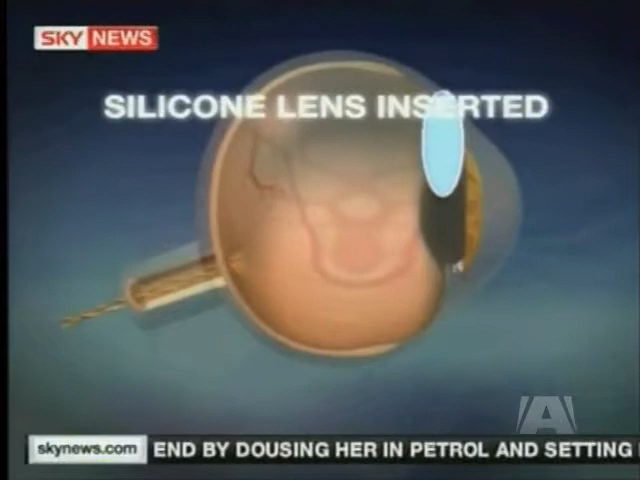 SKY NEWS
SILICONE LENS INSERTED
A
skynews.com END BY DOUSING HER IN PETROL AND SETTING